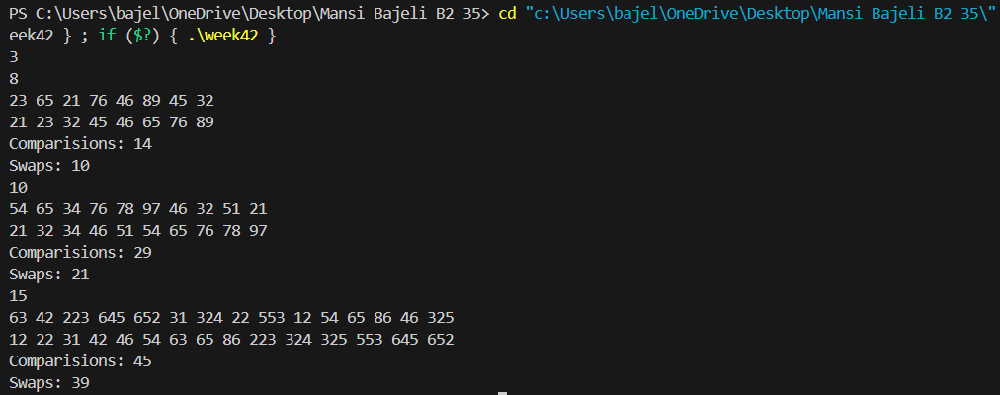 PS C:\Users\bajel\OneDrive\Desktop\Mansi Bajeli B2 35> cd "c:\Users\bajel\OneDrive\Desktop\Mansi Bajeli B2 35\"
eek42 } ; if ($?) { .\week42 }
3
8
23 65 21 76 46 89 45 32
21 23 32 45 46 65 76 89
Comparisions: 14
Swaps: 10
10
54 65 34 76 78 97 46 32 51 21
21 32 34 46 51 54 65 76 78 97
Comparisions: 29
Swaps: 21
15
63 42 223 645 652 31 324 22 553 12 54 65 86 46 325
12 22 31 42 46 54 63 65 86 223 324 325 553 645 652
Comparisions: 45
Swaps: 39